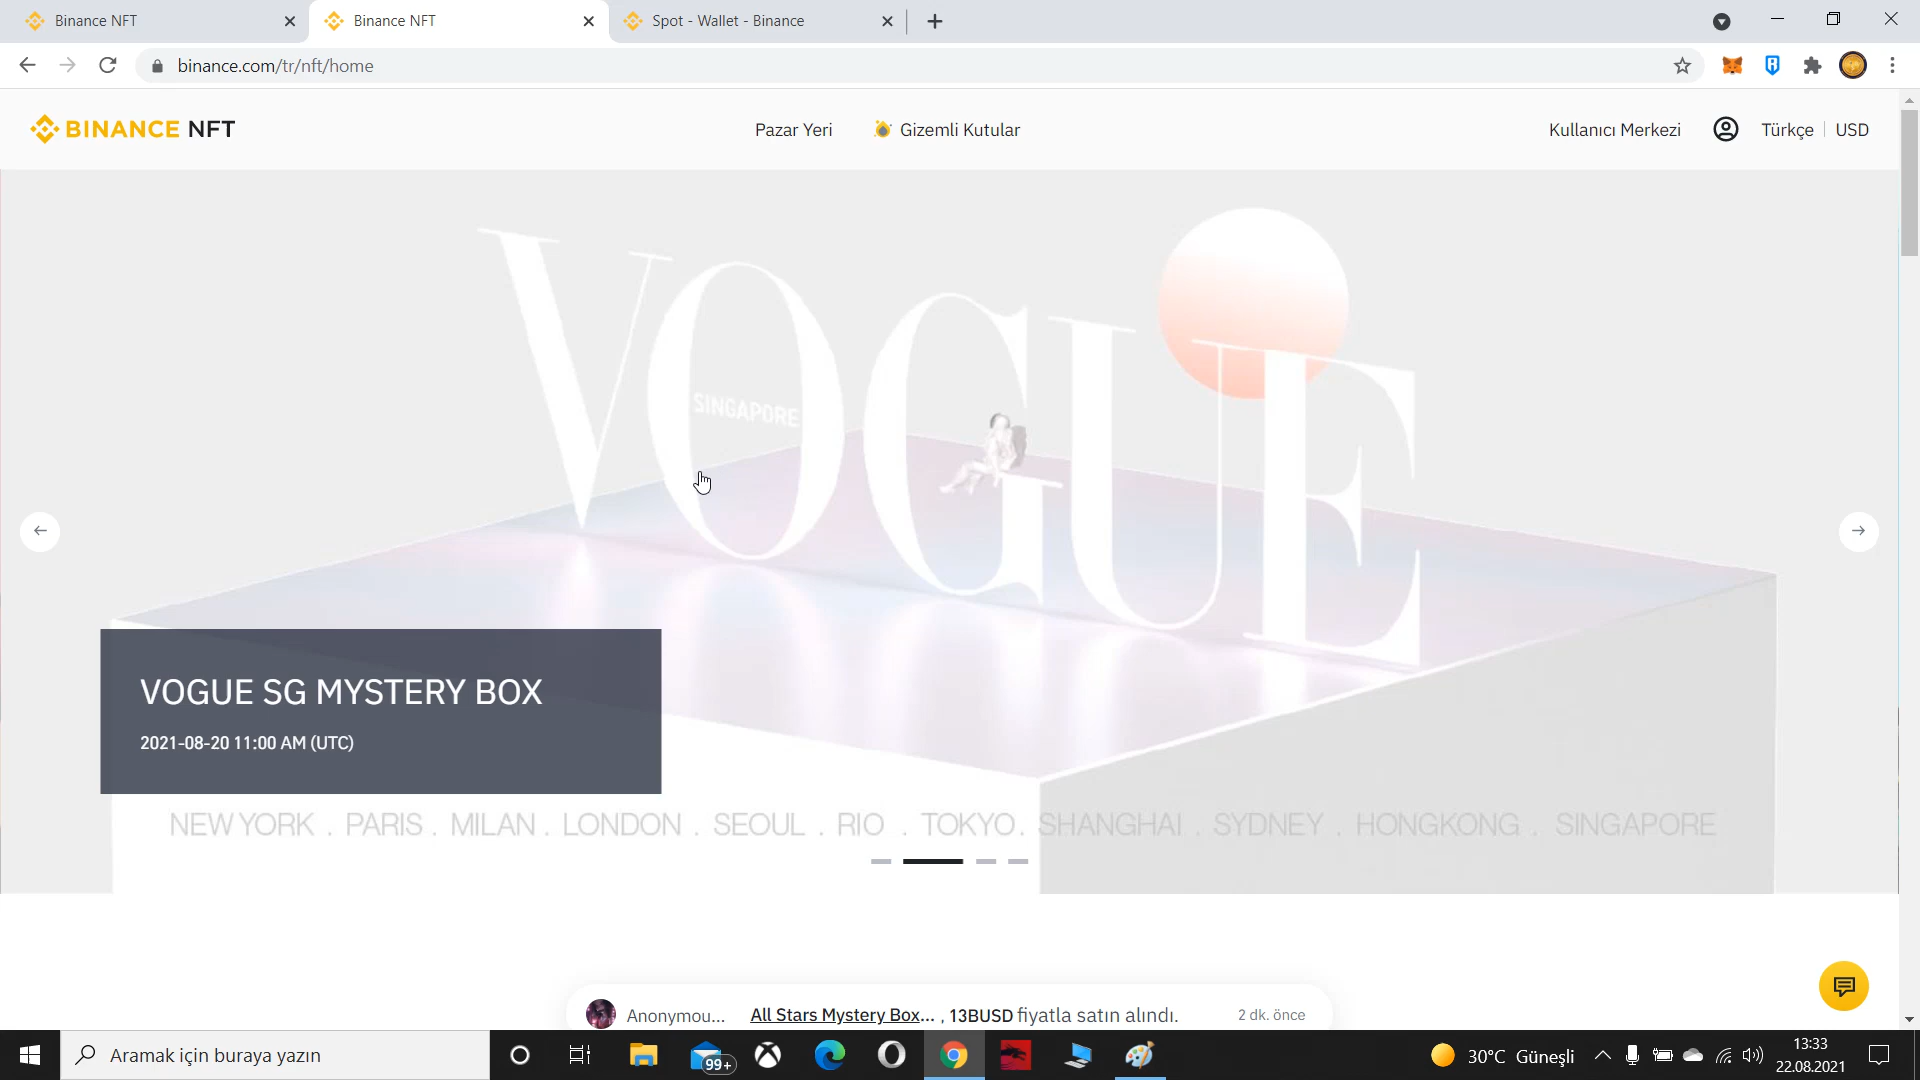 Binance NFT
Binance NFT
Spot - Wallet - Binance
binance.com/tr/nft/home
BINANCE NFT
Pazar Yeri
Gizemli Kutular
Kullanıcı Merkezi
Türkçe
USD
VOGUE
SINGAPORE
VOGUE SG MYSTERY BOX
2021-08-20 11:00 AM (UTC)
NEW YORK . PARIS . MILAN . LONDON . SEOUL . RIO . TOKYO . SHANGHAI . SYDNEY . HONGKONG . SINGAPORE
Anonymou... All Stars Mystery Box... , 13BUSD fiyatla satın alındı. 2 dk. önce
Aramak için buraya yazın
99+
30°C Güneşli
13:33
22.08.2021